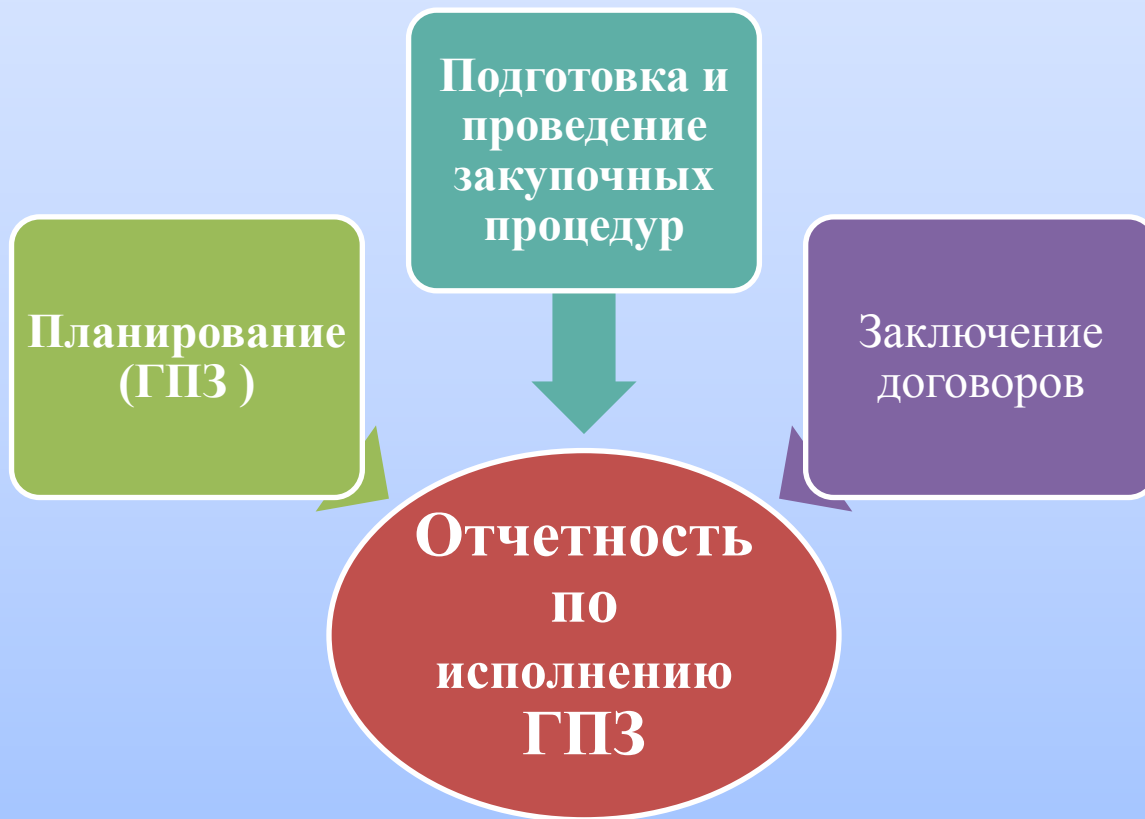 Подготовка и
проведение
закупочных
процедур
Планирование
(ГПЗ )
Заключение
договоров
Отчетность
по
исполнению
ГПЗ